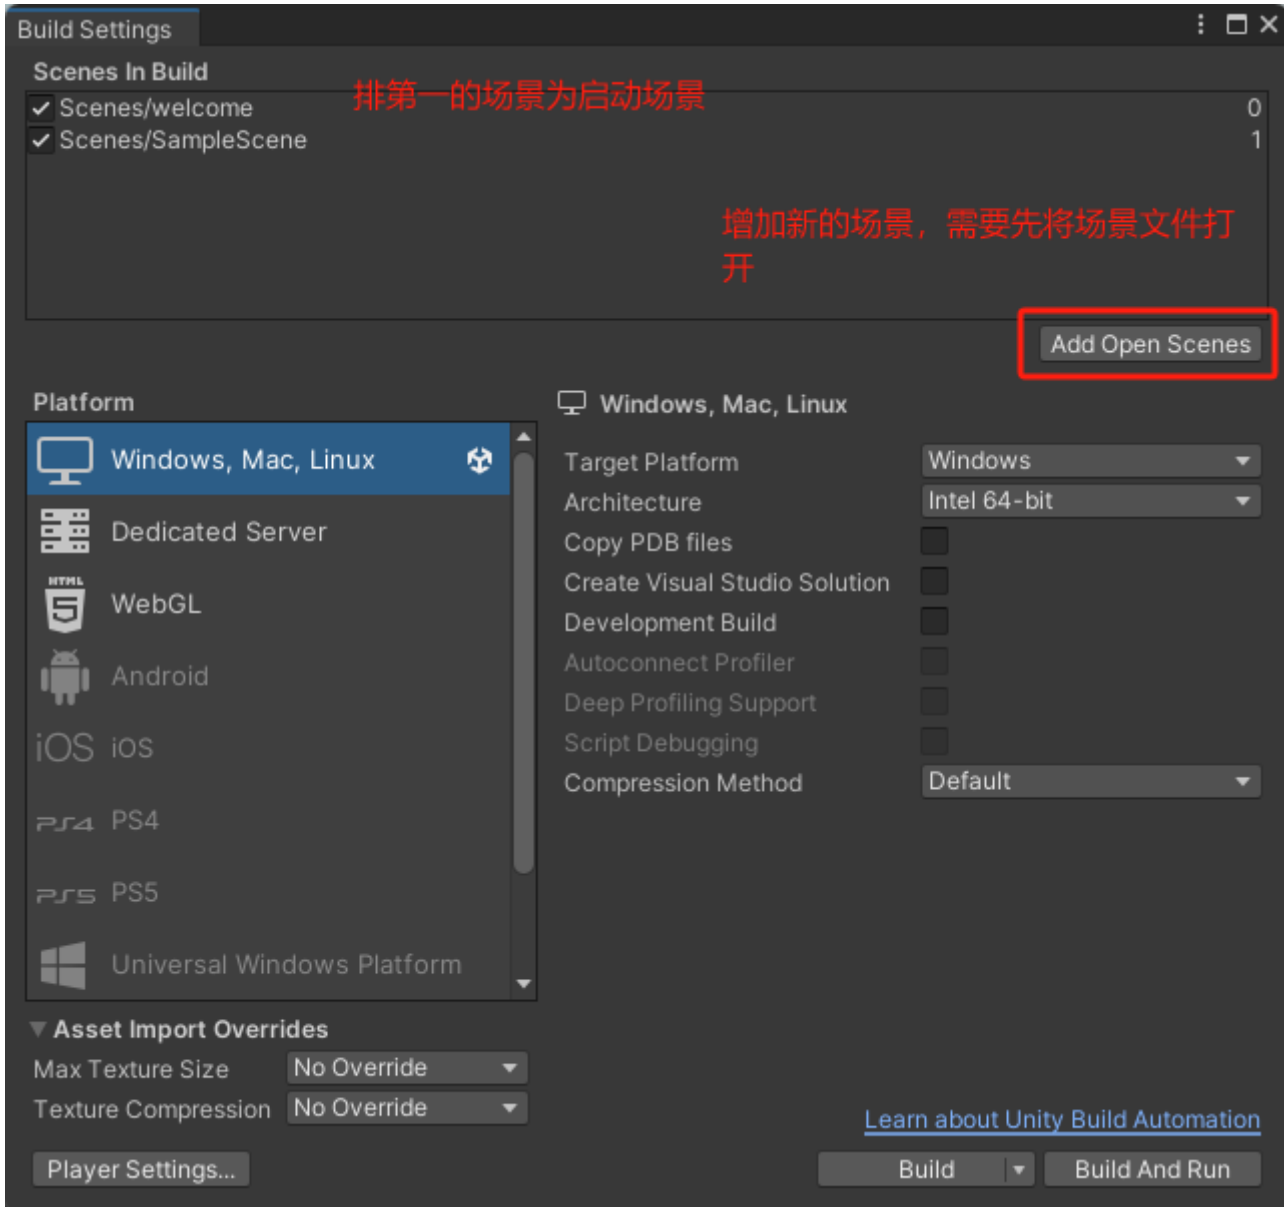 Build Settings
Scenes In Build
排第一的场景为启动场景
Scenes/welcome 0
Scenes/SampleScene 1
增加新的场景，需要先将场景文件打
开
Add Open Scenes
Platform
Windows, Mac, Linux
Windows, Mac, Linux
Target Platform Windows
Architecture Intel 64-bit
Copy PDB files
Create Visual Studio Solution
Development Build
Autoconnect Profiler
Deep Profiling Support
Script Debugging
Compression Method Default
Dedicated Server
HTML
5
WebGL
Android
iOS iOS
PS4 PS4
PS5 PS5
Universal Windows Platform
Asset Import Overrides
Max Texture Size No Override
Texture Compression No Override
Learn about Unity Build Automation
Player Settings...
Build
Build And Run